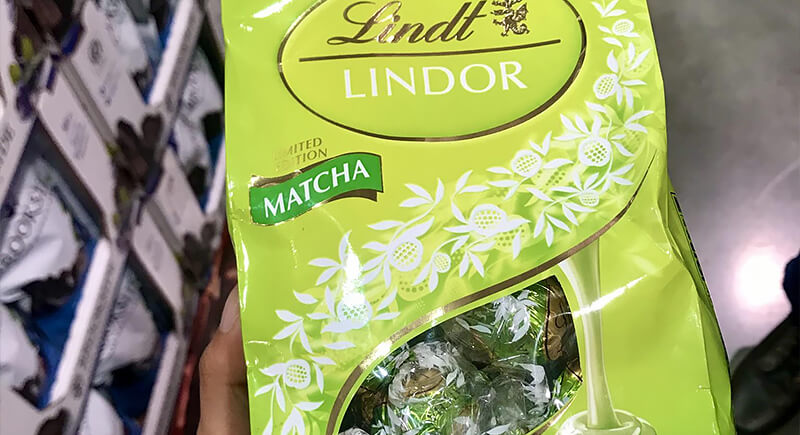 Lindt
LINDOR
LIMITED
EDITION
MATCHA